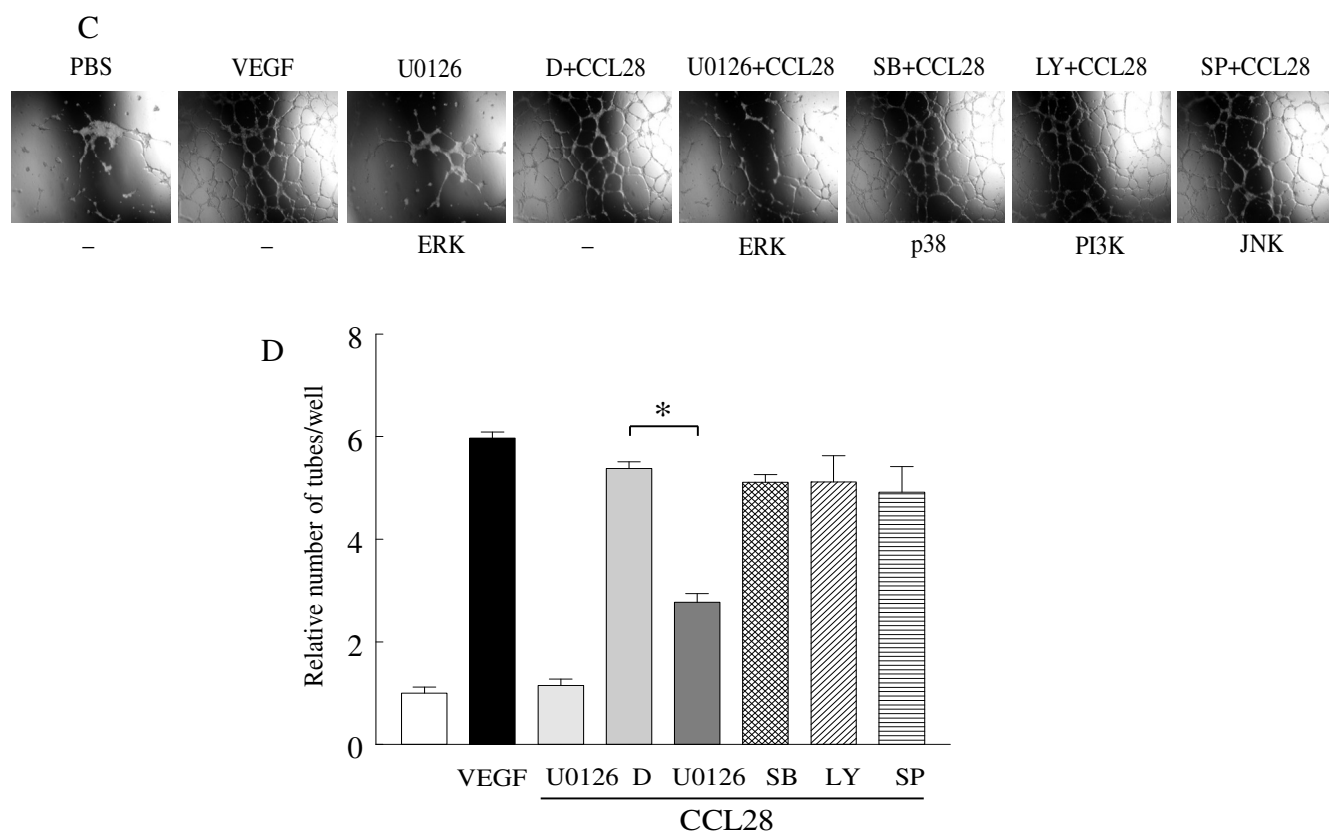 C
PBS VEGF U0126 D+CCL28 U0126+CCL28 SB+CCL28 LY+CCL28 SP+CCL28
– – ERK – ERK p38 PI3K JNK
D
Relative number of tubes/well
8
6
4
2
0
*
VEGF U0126 D U0126 SB LY SP
CCL28